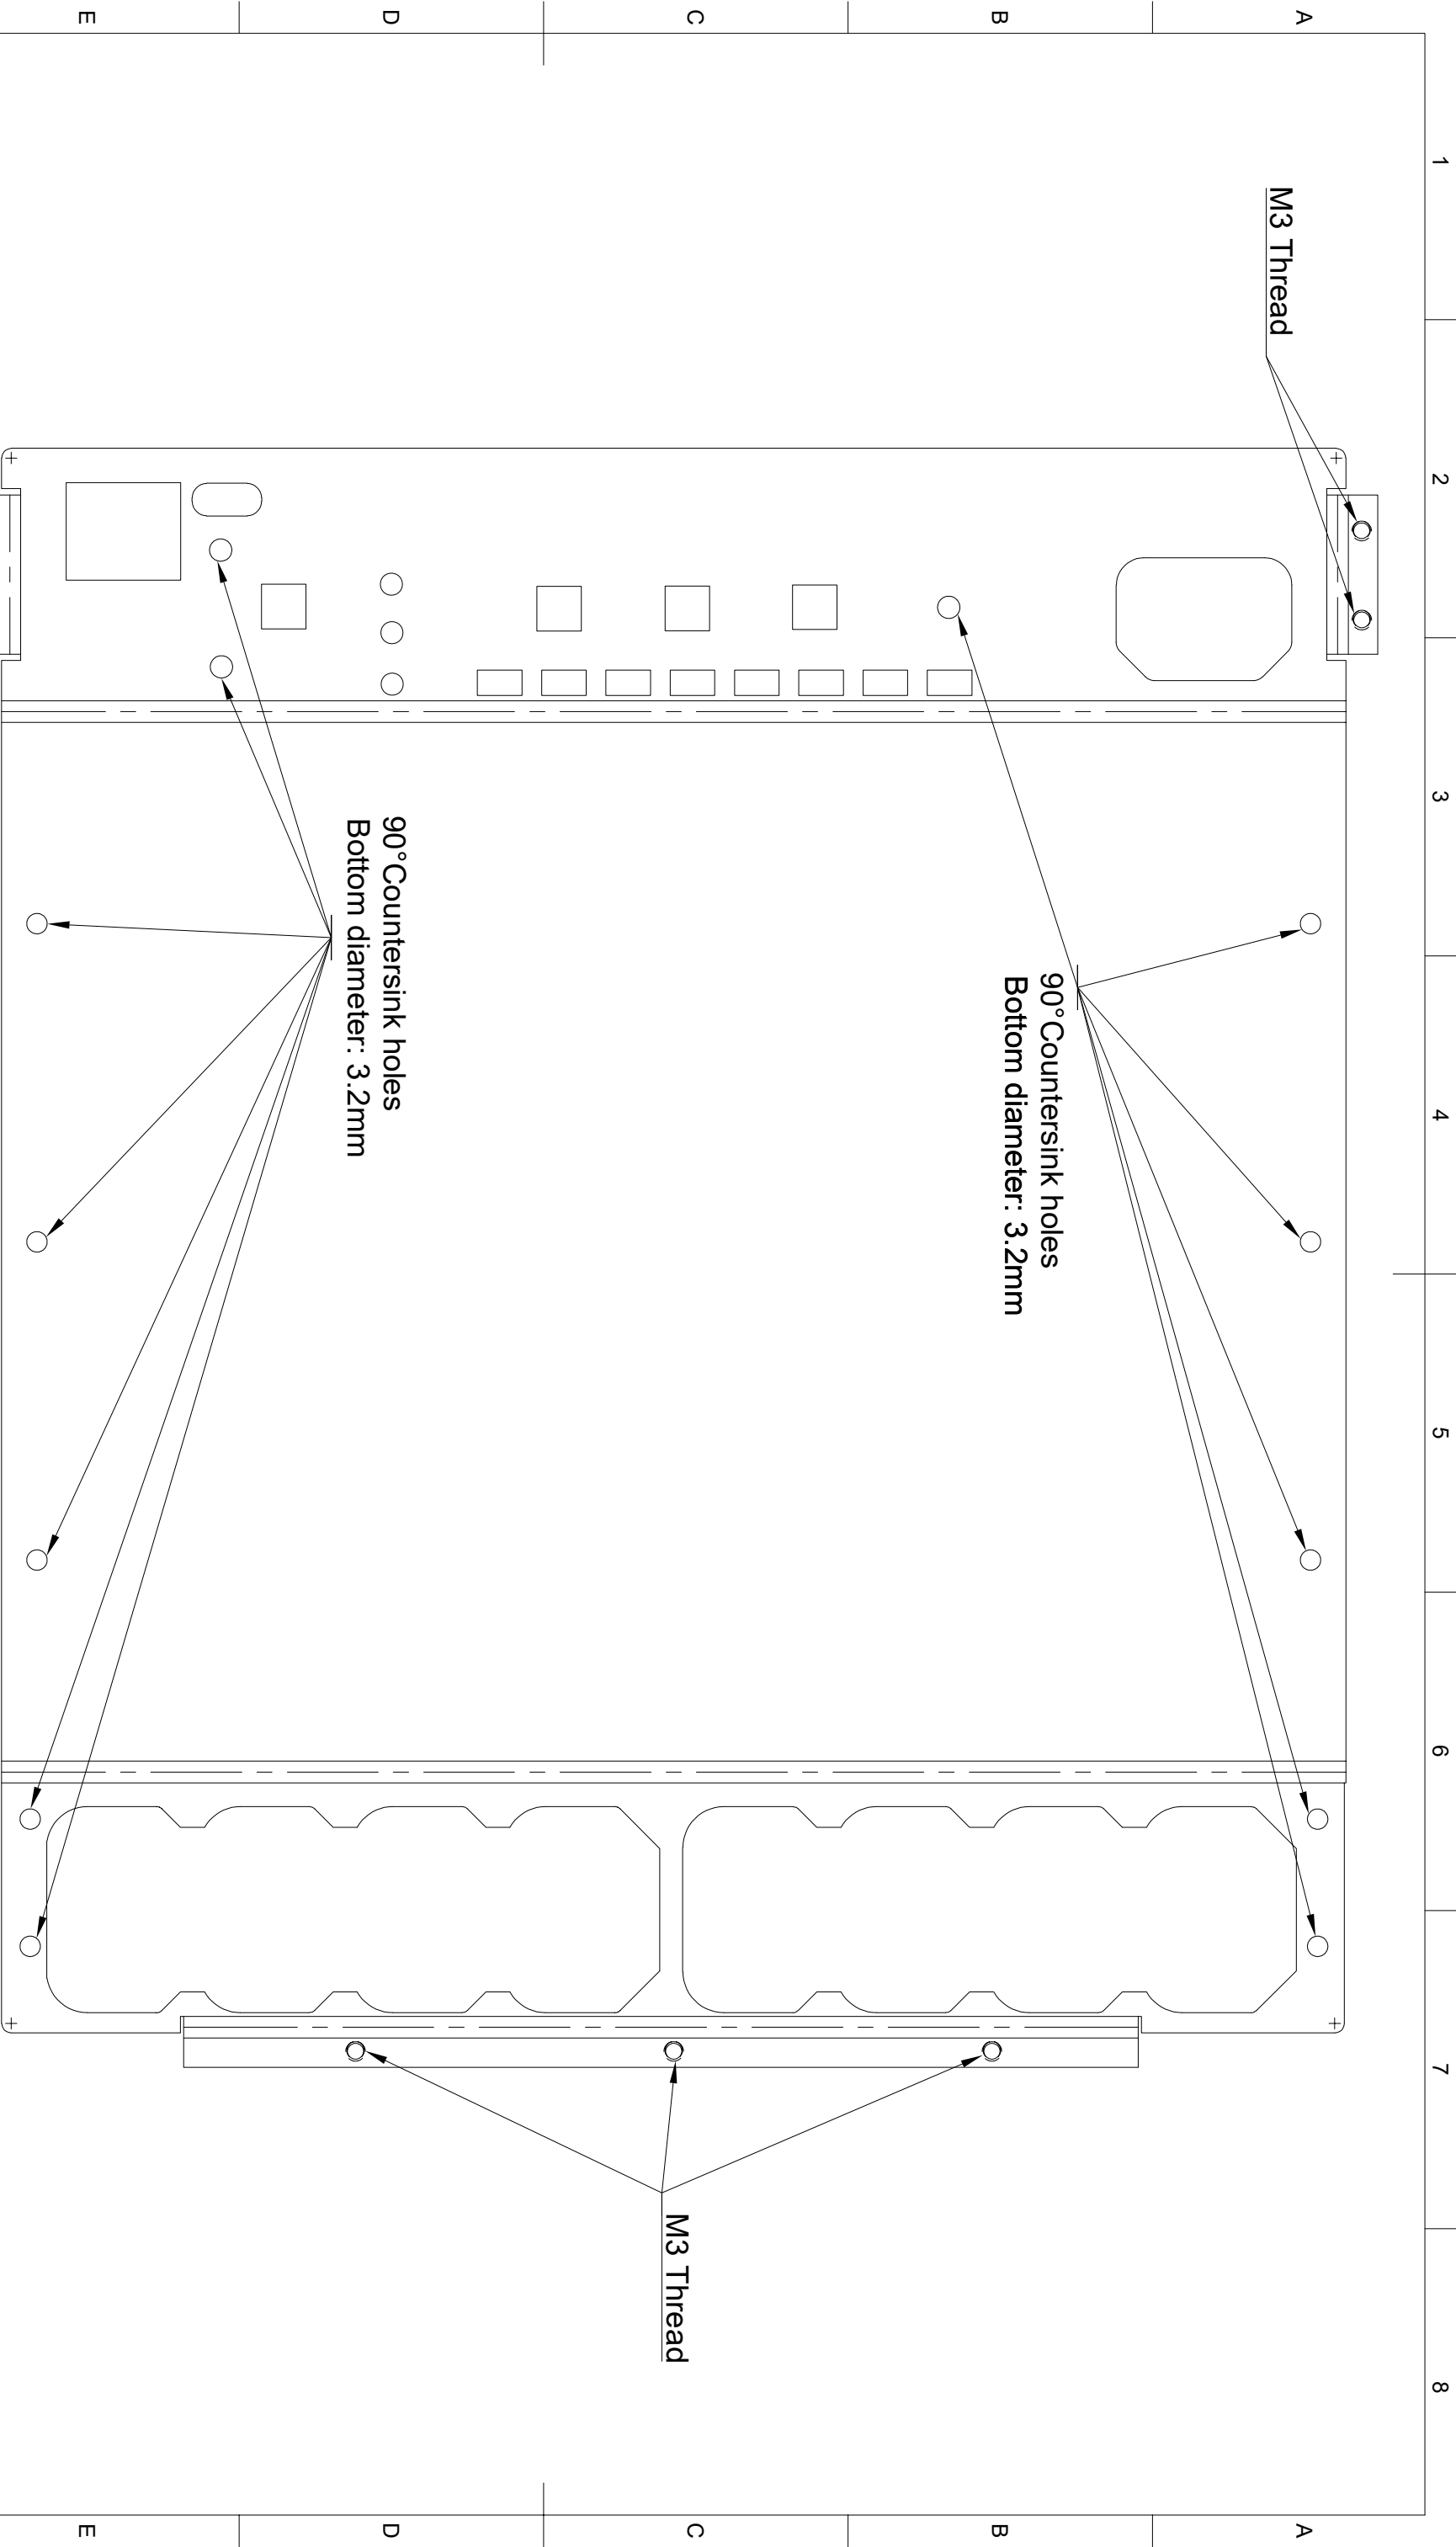 1
2
3
4
5
6
7
8
A
A
M3 Thread
B
B
90°Countersink holes
Bottom diameter: 3.2mm
C
C
M3 Thread
D
D
90°Countersink holes
Bottom diameter: 3.2mm
E
E